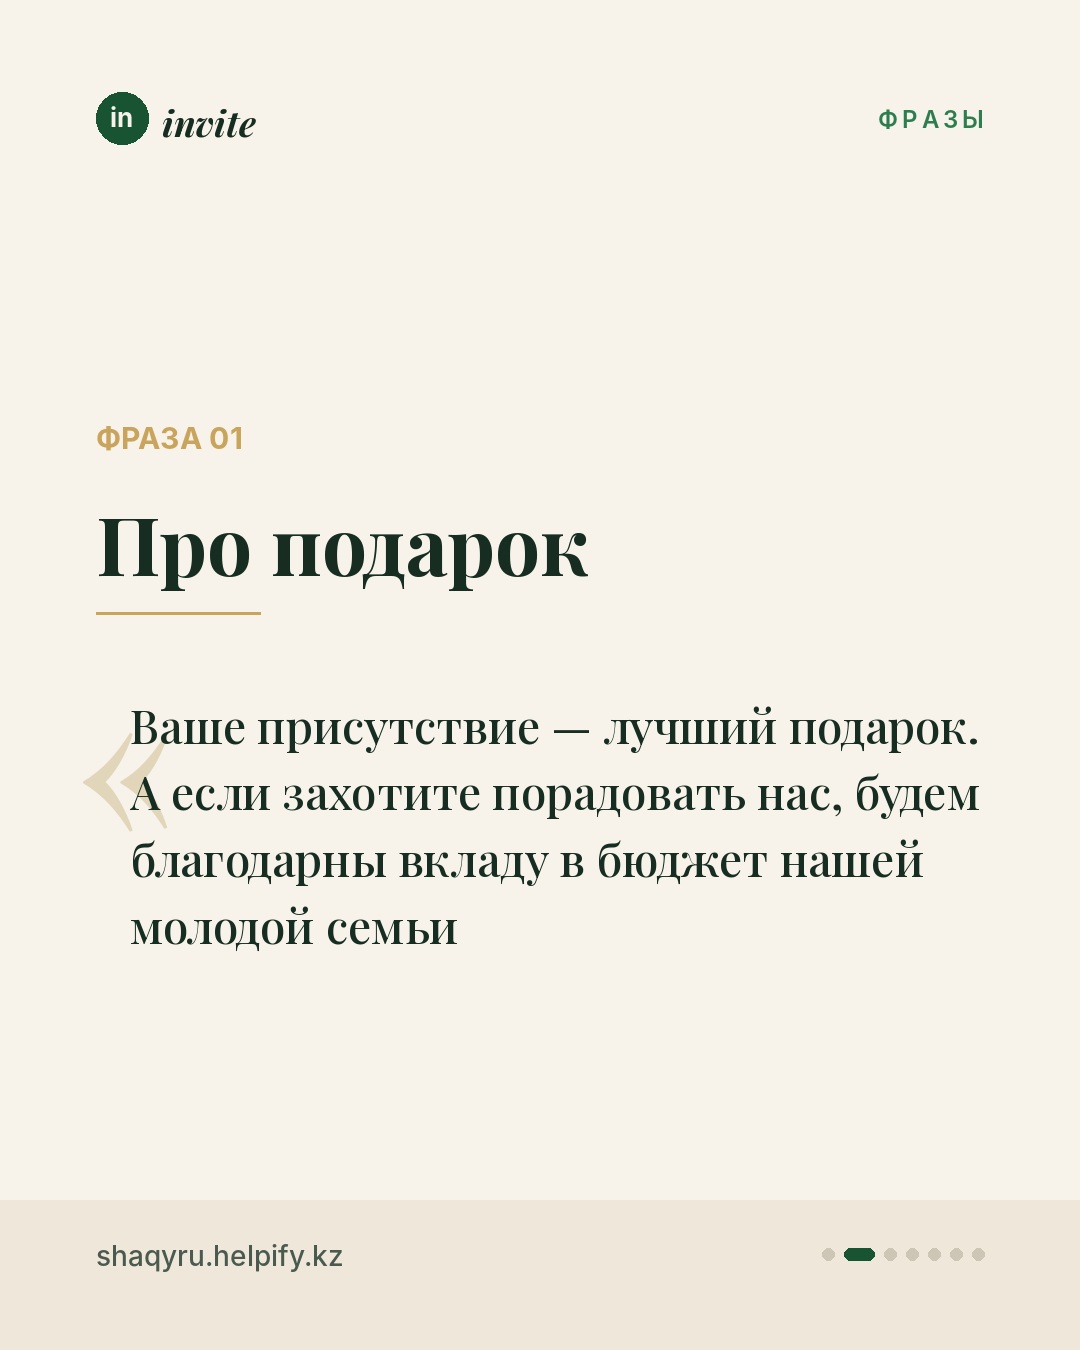 in invite
ФРАЗЫ
ФРАЗА 01
Про подарок
«
Ваше присутствие — лучший подарок.
А если захотите порадовать нас, будем
благодарны вкладу в бюджет нашей
молодой семьи
shaqyru.helpify.kz